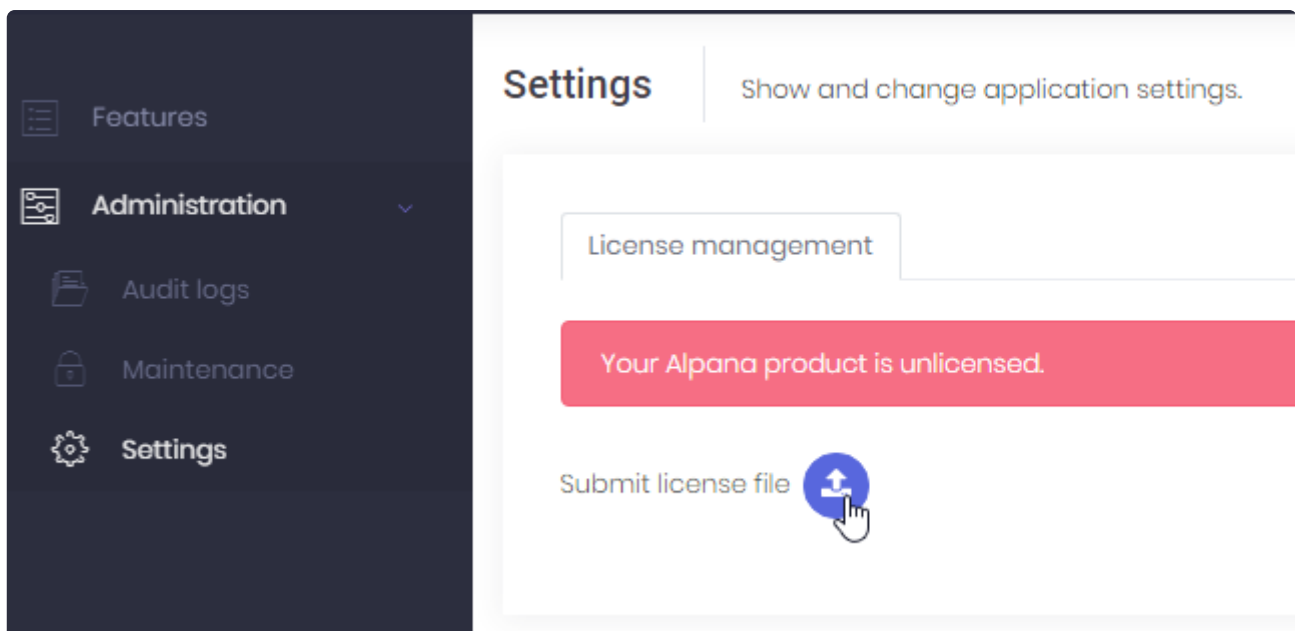 Features
Administration
Audit logs
Maintenance
Settings
Settings
Show and change application settings.
License management
Your Alpana product is unlicensed.
Submit license file